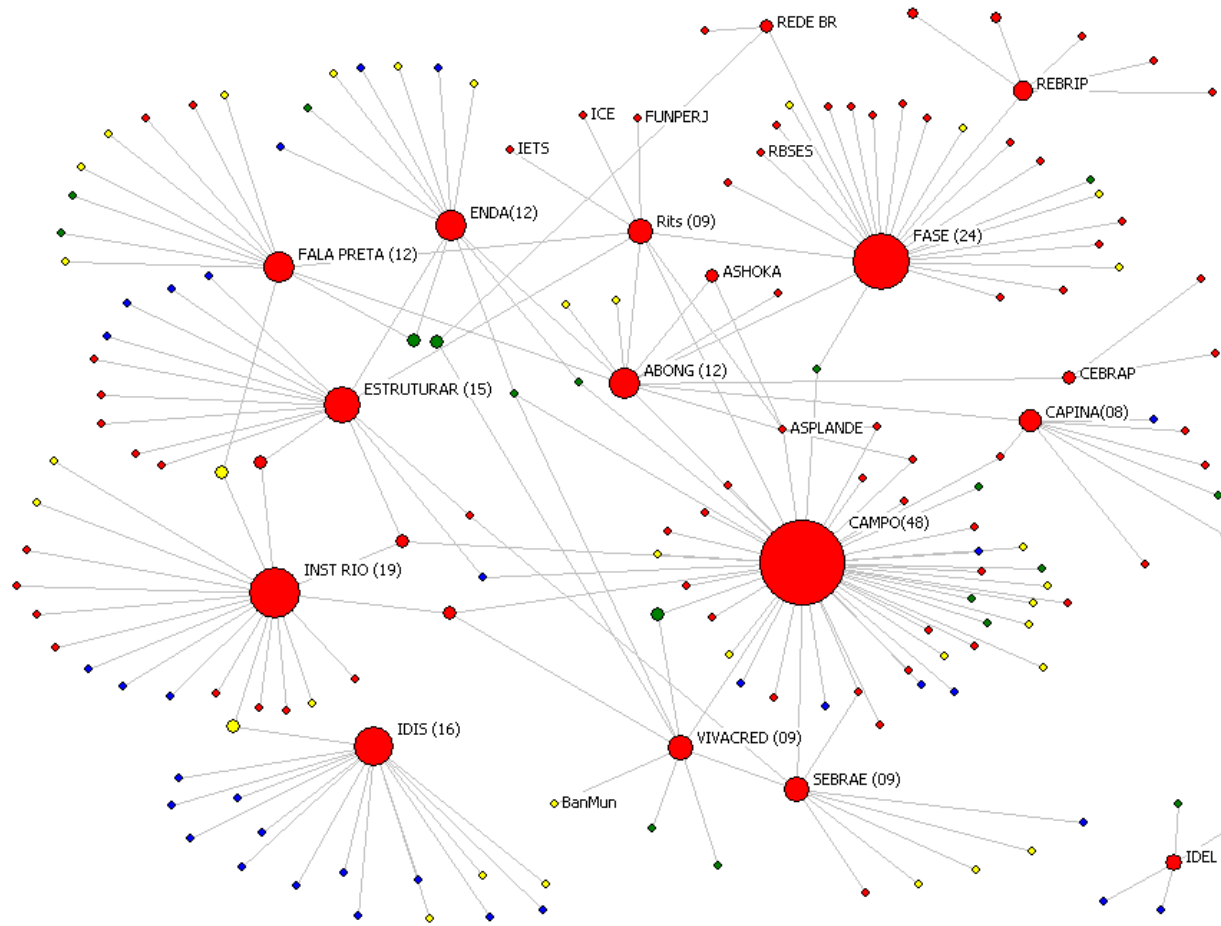 REDE BR
REBRIP
ICE
FUNPERJ
IETS
RBSES
ENDA(12)
Rits (09)
FASE (24)
FALA PRETA (12)
ASHOKA
ABONG (12)
CEBRAP
ESTRUTURAR (15)
CAPINA(08)
ASPLANDE
CAMPO(48)
INST RIO (19)
IDIS (16)
VIVACRED (09)
SEBRAE (09)
BanMun
IDEL